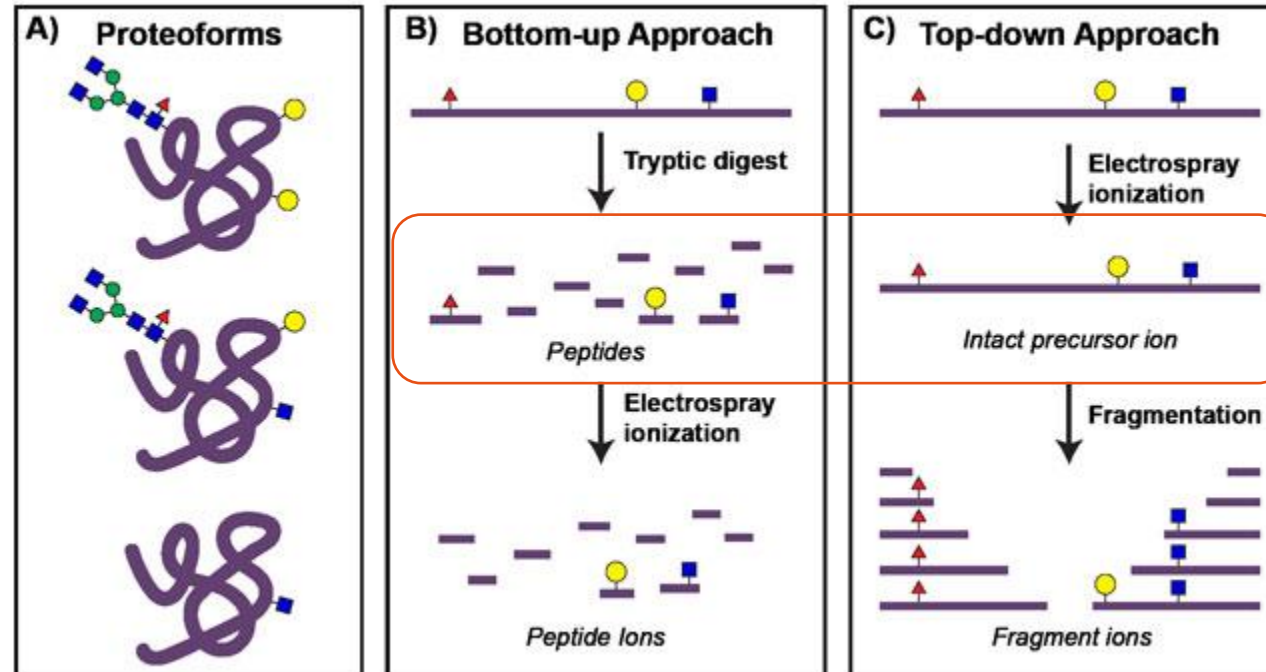 A) Proteoforms
B) Bottom-up Approach
Tryptic digest
Peptides
Electrospray
ionization
Peptide Ions
C) Top-down Approach
Electrospray
ionization
Intact precursor ion
Fragmentation
Fragment ions